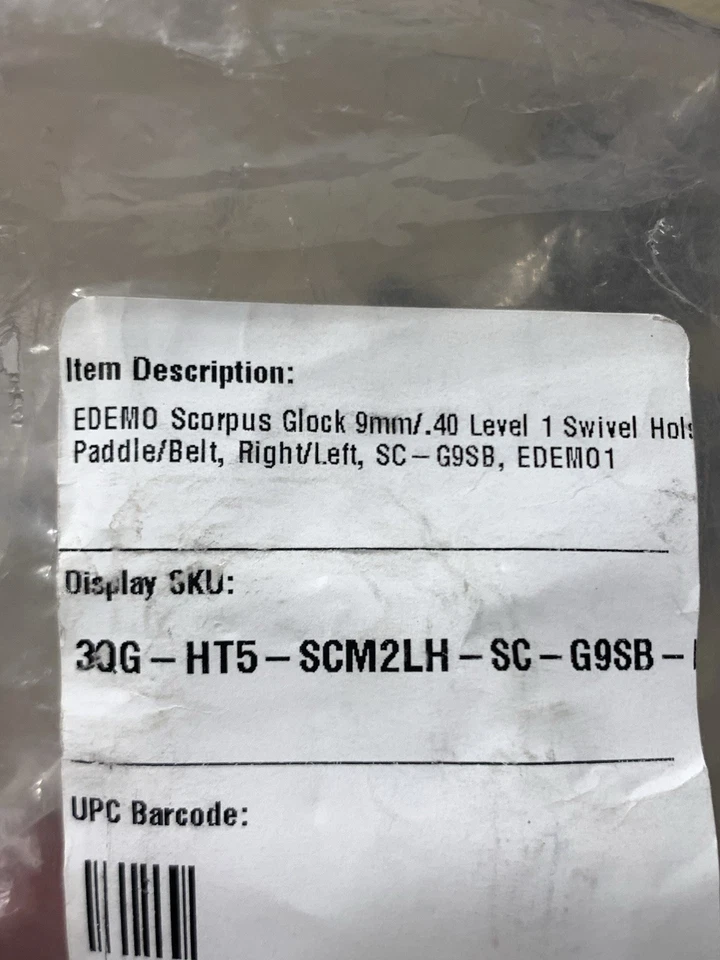 Item Description:
EDEMO Scorpus Glock 9mm/.40 Level 1 Swivel
Paddle/Belt, Right/Left, SC-G9SB, EDEMO1
Display SKU:
3QG-HT5-SCM2LH-SC-G9SB-
UPC Barcode: